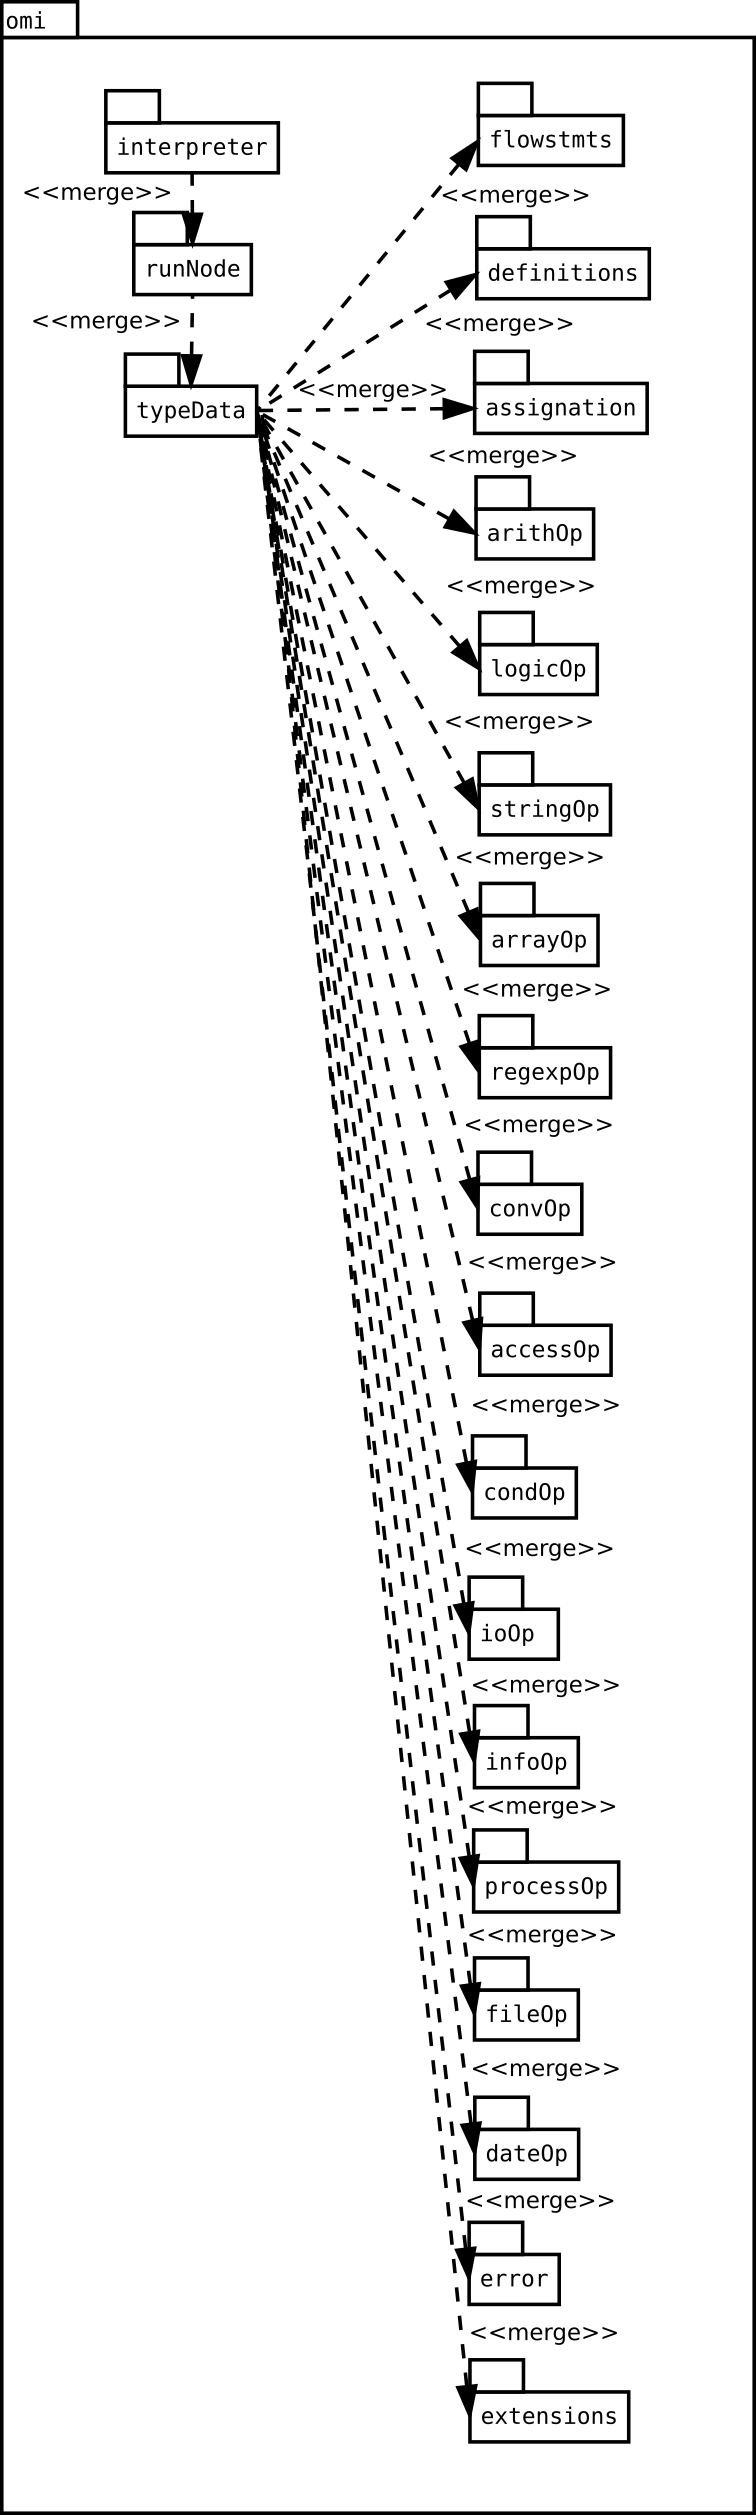 omi
interpreter
<<merge>>
runNode
<<merge>>
typeData
flowstmts
<<merge>>
definitions
<<merge>>
<<merge>>
assignation
<<merge>>
arithOp
<<merge>>
logicOp
<<merge>>
stringOp
<<merge>>
arrayOp
<<merge>>
regexpOp
<<merge>>
convOp
<<merge>>
accessOp
<<merge>>
condOp
<<merge>>
ioOp
<<merge>>
infoOp
<<merge>>
processOp
<<merge>>
fileOp
<<merge>>
dateOp
<<merge>>
error
<<merge>>
extensions